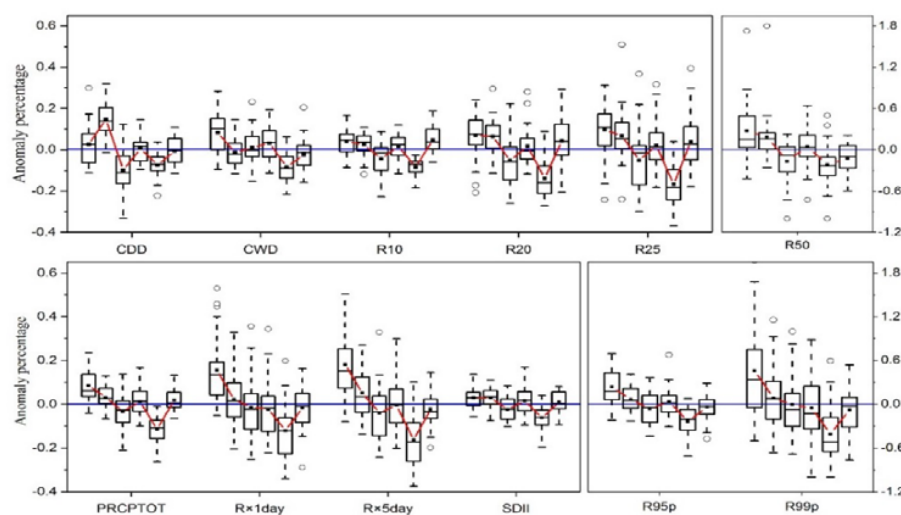 0.6
0.4
0.2
0.0
-0.2
-0.4
Anomaly percentage
CDD
CWD
R10
R20
R25
R50
1.8
1.2
0.6
0.0
-0.6
-1.2
0.6
0.4
0.2
0.0
-0.2
-0.4
Anomaly percentage
PRCPTOT
R×1day
R×5day
SDII
R95p
R99p
1.8
1.2
0.6
0.0
-0.6
-1.2